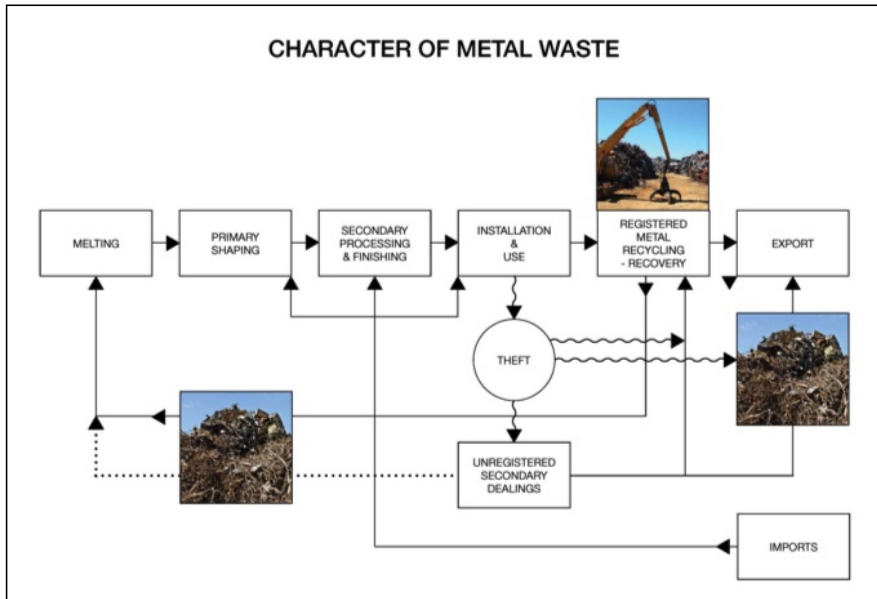 CHARACTER OF METAL WASTE
MELTING
PRIMARY
SHAPING
SECONDARY
PROCESSING
& FINISHING
INSTALLATION
&
USE
REGISTERED
METAL
RECYCLING
- RECOVERY
EXPORT
THEFT
UNREGISTERED
SECONDARY
DEALINGS
IMPORTS